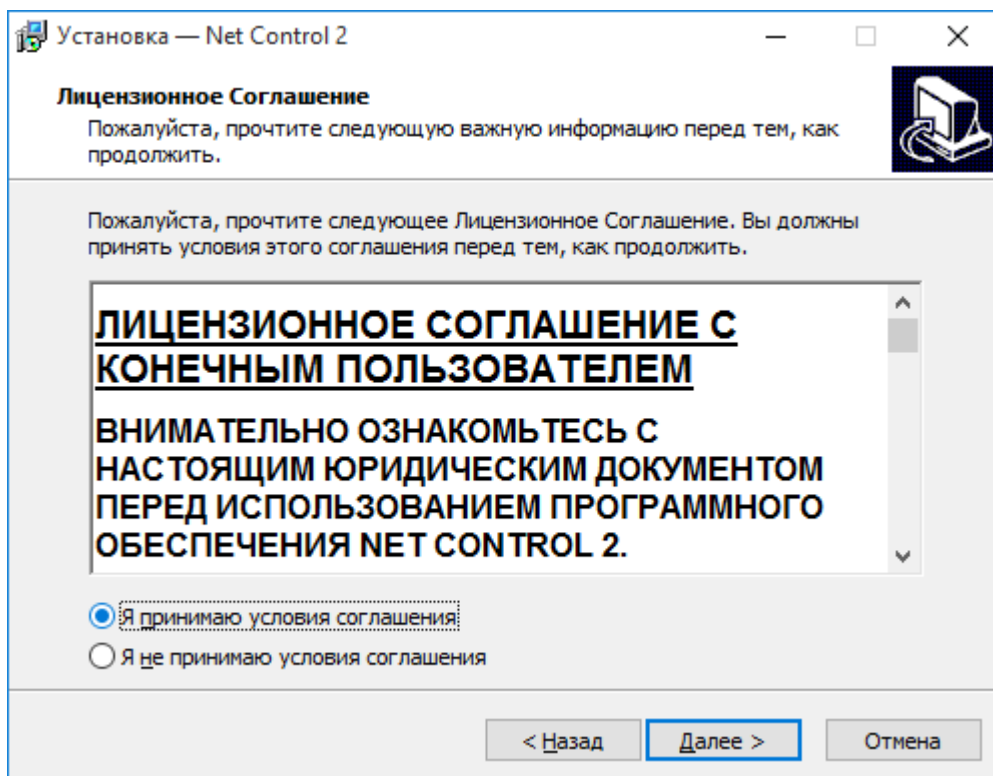 Установка — Net Control 2
Лицензионное Соглашение
Пожалуйста, прочтите следующую важную информацию перед тем, как
продолжить.
Пожалуйста, прочтите следующее Лицензионное Соглашение. Вы должны
принять условия этого соглашения перед тем, как продолжить.
ЛИЦЕНЗИОННОЕ СОГЛАШЕНИЕ С
КОНЕЧНЫМ ПОЛЬЗОВАТЕЛЕМ
ВНИМАТЕЛЬНО ОЗНАКОМЬТЕСЬ С
НАСТОЯЩИМ ЮРИДИЧЕСКИМ ДОКУМЕНТОМ
ПЕРЕД ИСПОЛЬЗОВАНИЕМ ПРОГРАММНОГО
ОБЕСПЕЧЕНИЯ NET CONTROL 2.
Я принимаю условия соглашения
Я не принимаю условия соглашения
< Назад Далее > Отмена